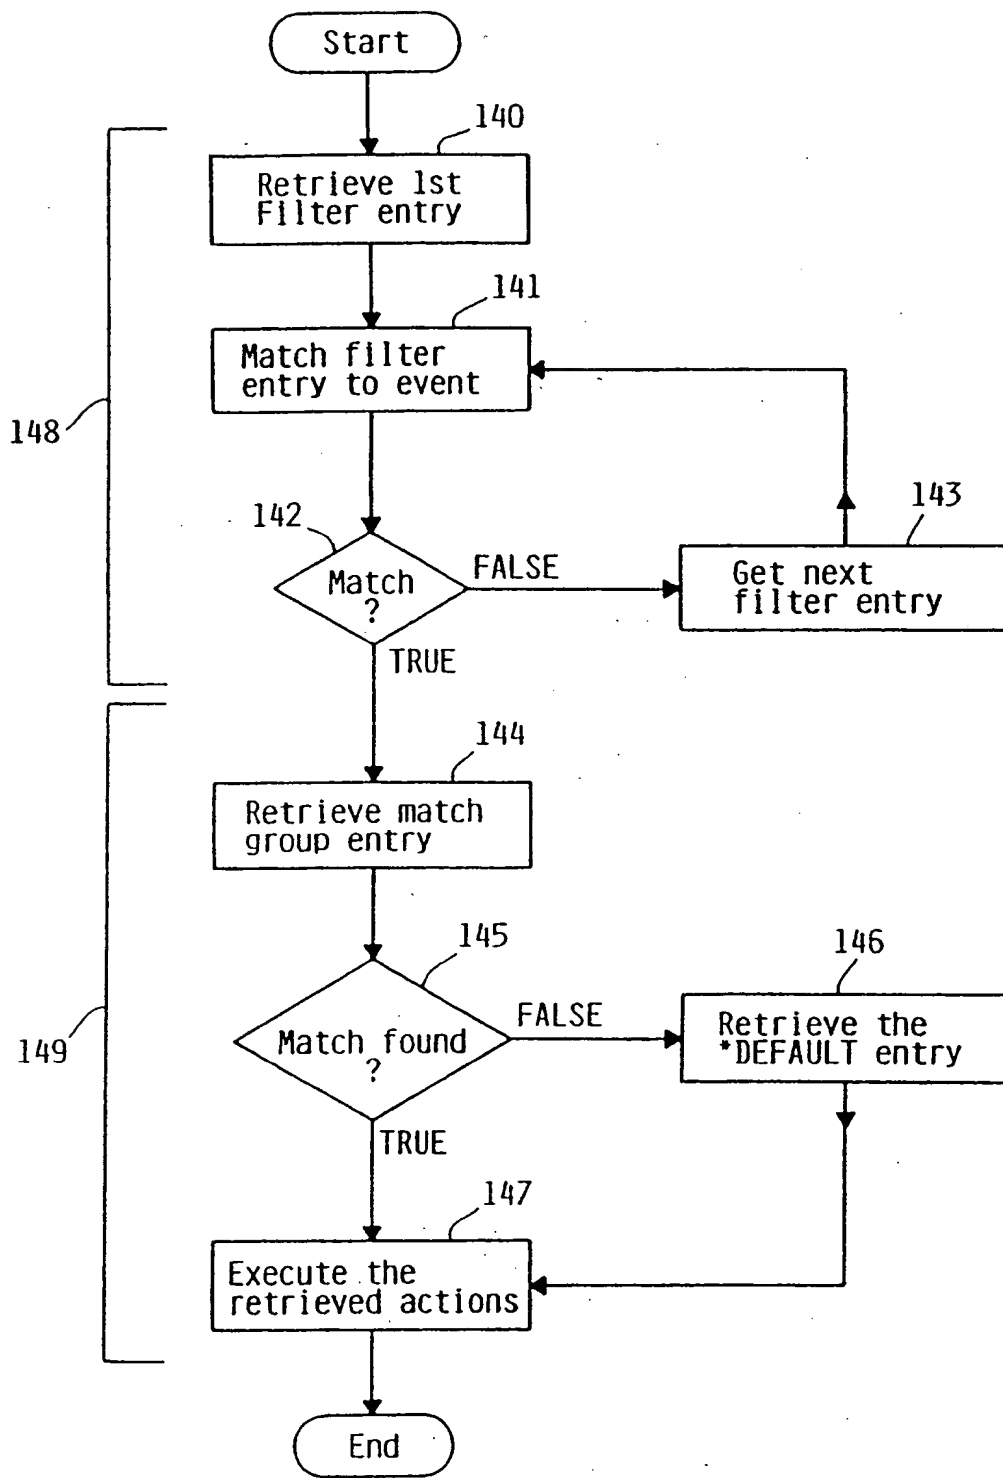 Start
140
Retrieve 1st
Filter entry
141
Match filter
entry to event
148
142
Match
?
FALSE
143
Get next
filter entry
TRUE
144
Retrieve match
group entry
145
Match found
?
FALSE
146
Retrieve the
*DEFAULT entry
149
TRUE
147
Execute the
retrieved actions
End